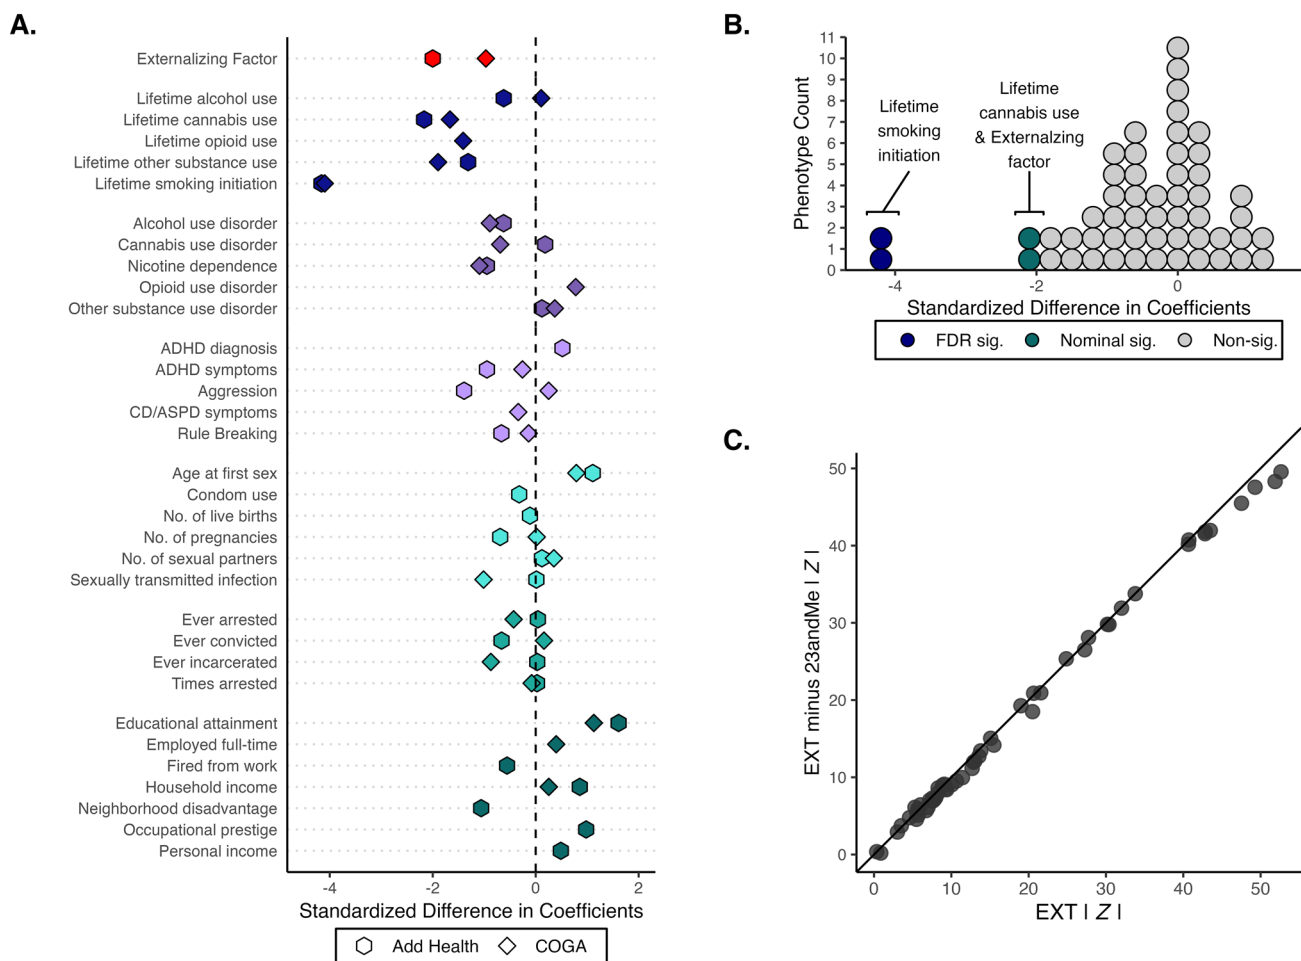 A.
Externalizing Factor
Lifetime alcohol use
Lifetime cannabis use
Lifetime opioid use
Lifetime other substance use
Lifetime smoking initiation
Alcohol use disorder
Cannabis use disorder
Nicotine dependence
Opioid use disorder
Other substance use disorder
ADHD diagnosis
ADHD symptoms
Aggression
CD/ASPD symptoms
Rule Breaking
Age at first sex
Condom use
No. of live births
No. of pregnancies
No. of sexual partners
Sexually transmitted infection
Ever arrested
Ever convicted
Ever incarcerated
Times arrested
Educational attainment
Employed full-time
Fired from work
Household income
Neighborhood disadvantage
Occupational prestige
Personal income
-4 -2 0 2
Standardized Difference in Coefficients
Add Health COGA
B.
Phenotype Count
11
10
9
8
7
6
5
4
3
2
1
0
Lifetime
smoking
initiation
Lifetime
cannabis use
& Externalzing
factor
-4 -2 0
Standardized Difference in Coefficients
FDR sig. Nominal sig. Non-sig.
C.
EXT minus 23andMe | Z |
50
40
30
20
10
0
0 10 20 30 40 50
EXT | Z |